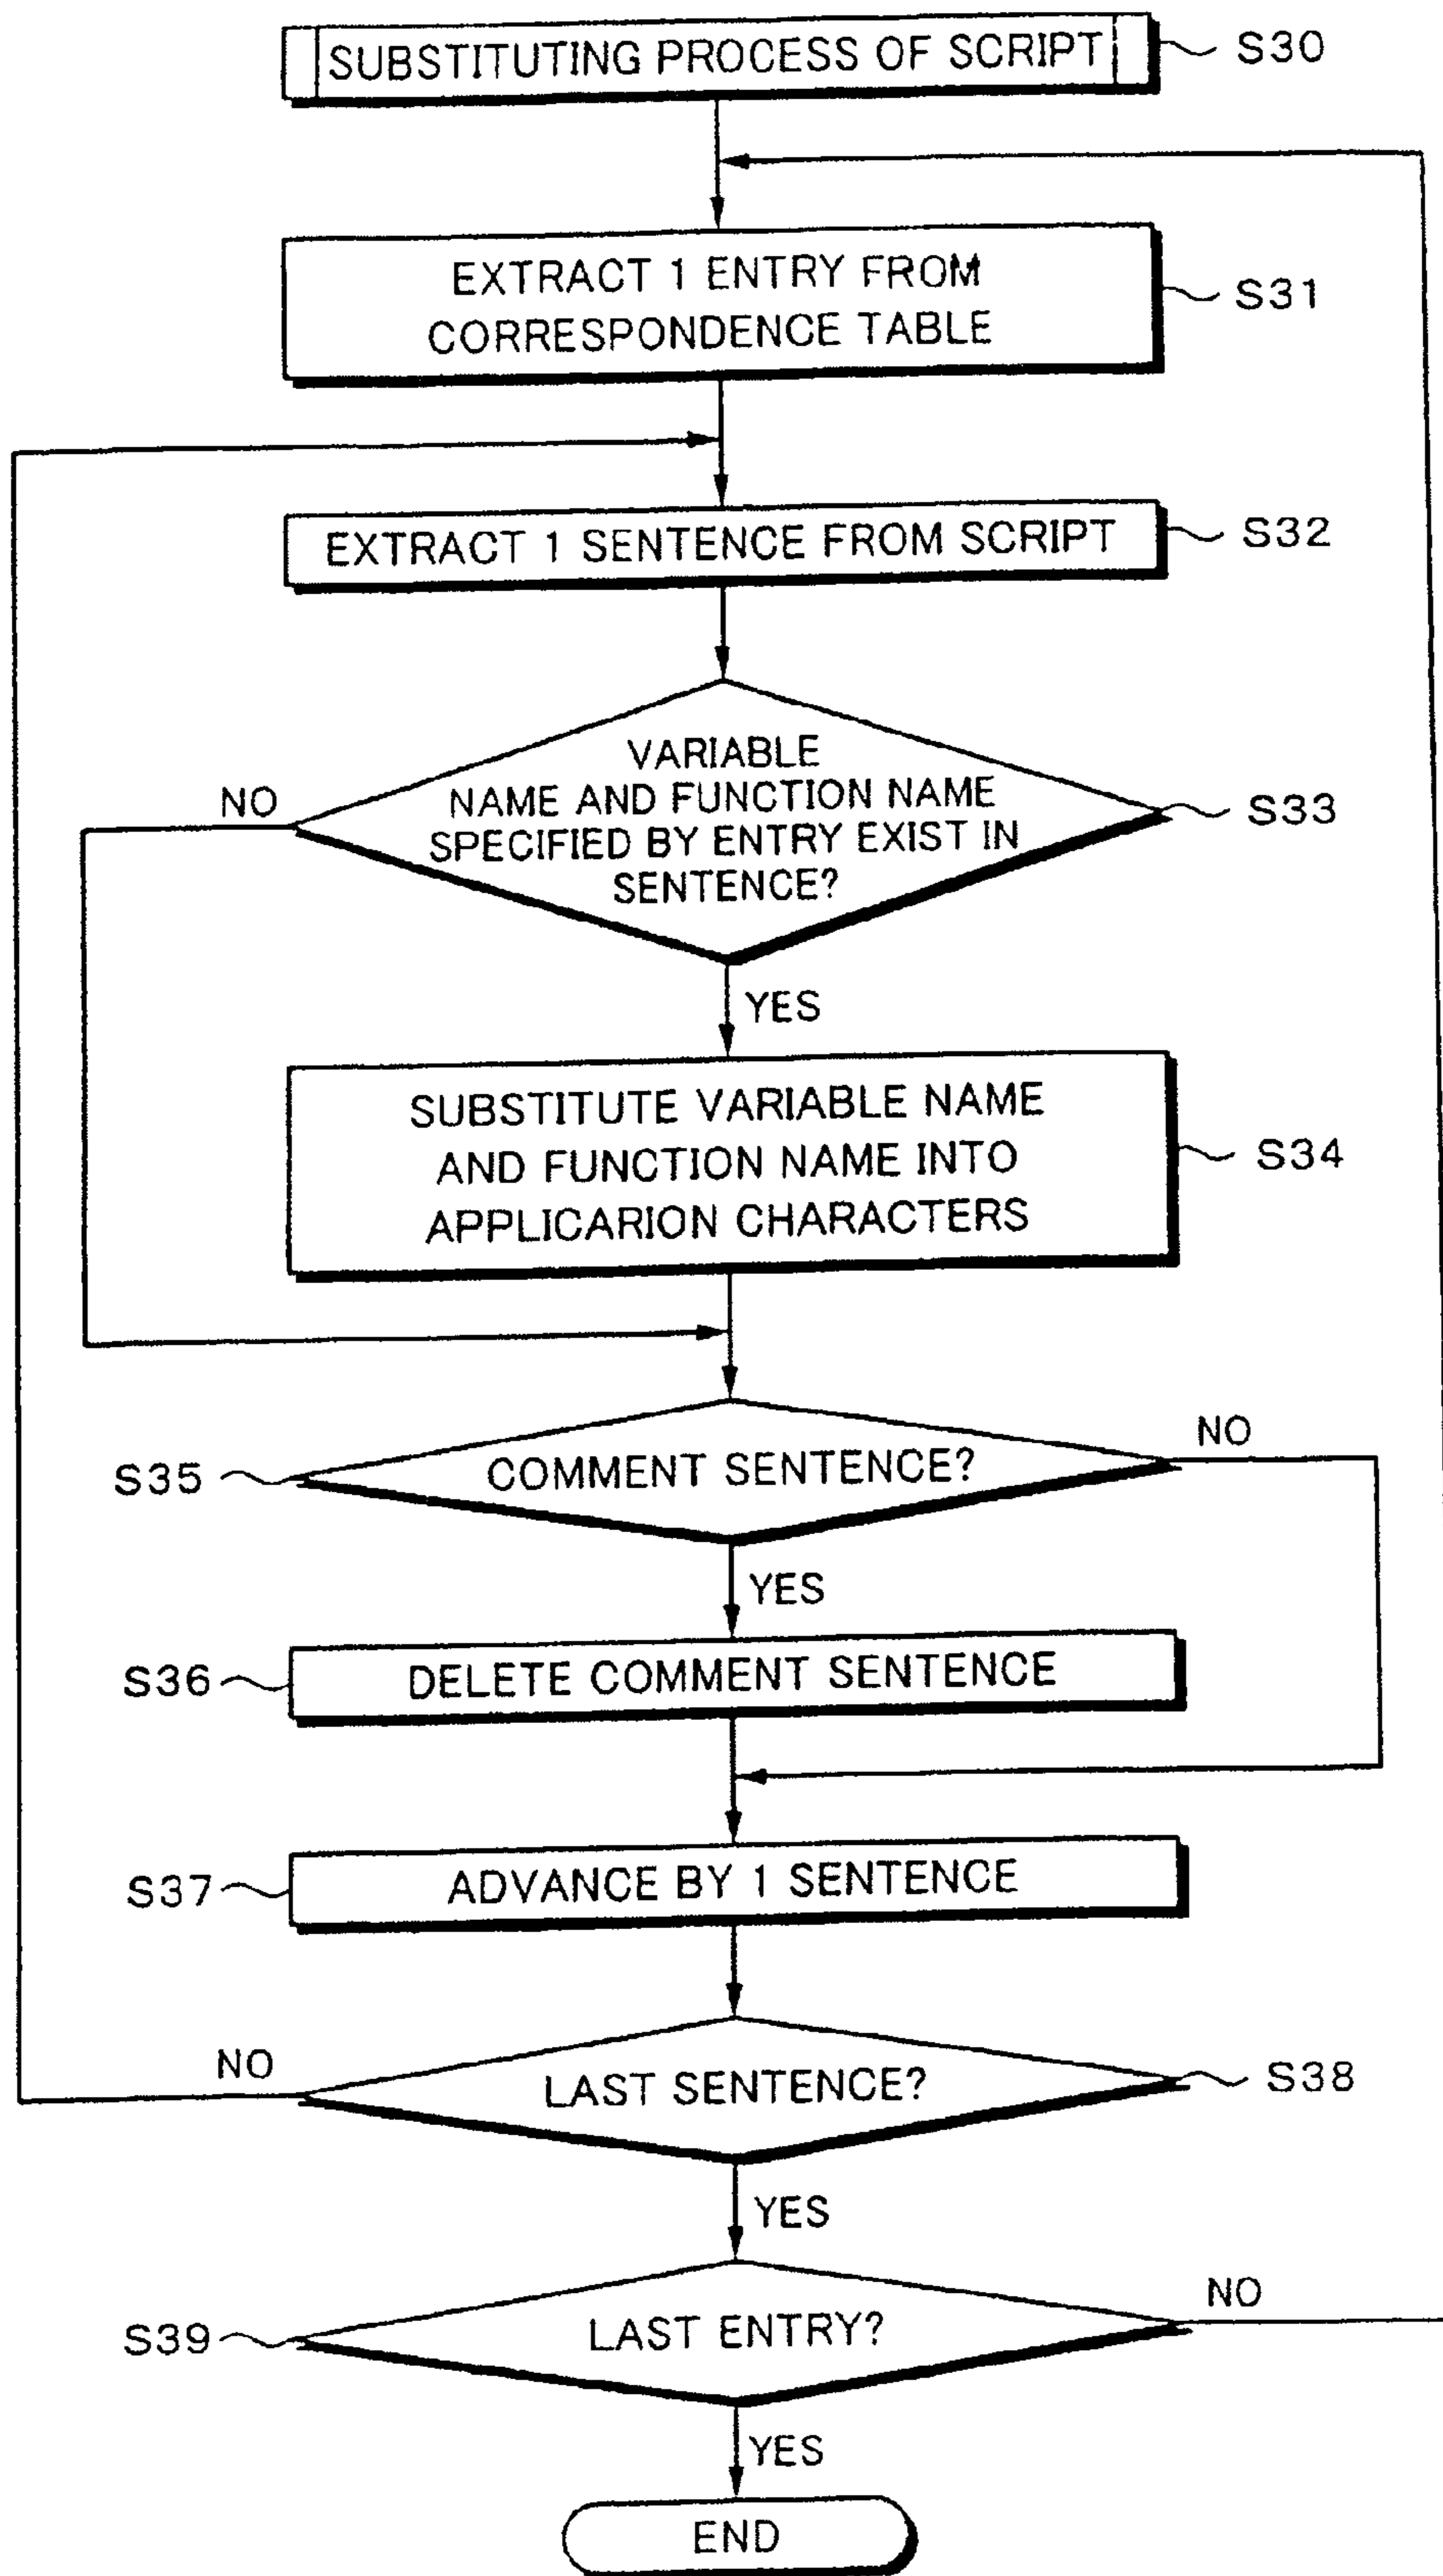 SUBSTITUTING PROCESS OF SCRIPT
S30
EXTRACT 1 ENTRY FROM
CORRESPONDENCE TABLE
S31
EXTRACT 1 SENTENCE FROM SCRIPT
S32
VARIABLE
NAME AND FUNCTION NAME
SPECIFIED BY ENTRY EXIST IN
SENTENCE?
S33
NO
YES
SUBSTITUTE VARIABLE NAME
AND FUNCTION NAME INTO
APPLICARION CHARACTERS
S34
S35
COMMENT SENTENCE?
NO
YES
S36
DELETE COMMENT SENTENCE
S37
ADVANCE BY 1 SENTENCE
NO
LAST SENTENCE?
S38
YES
S39
LAST ENTRY?
NO
YES
END